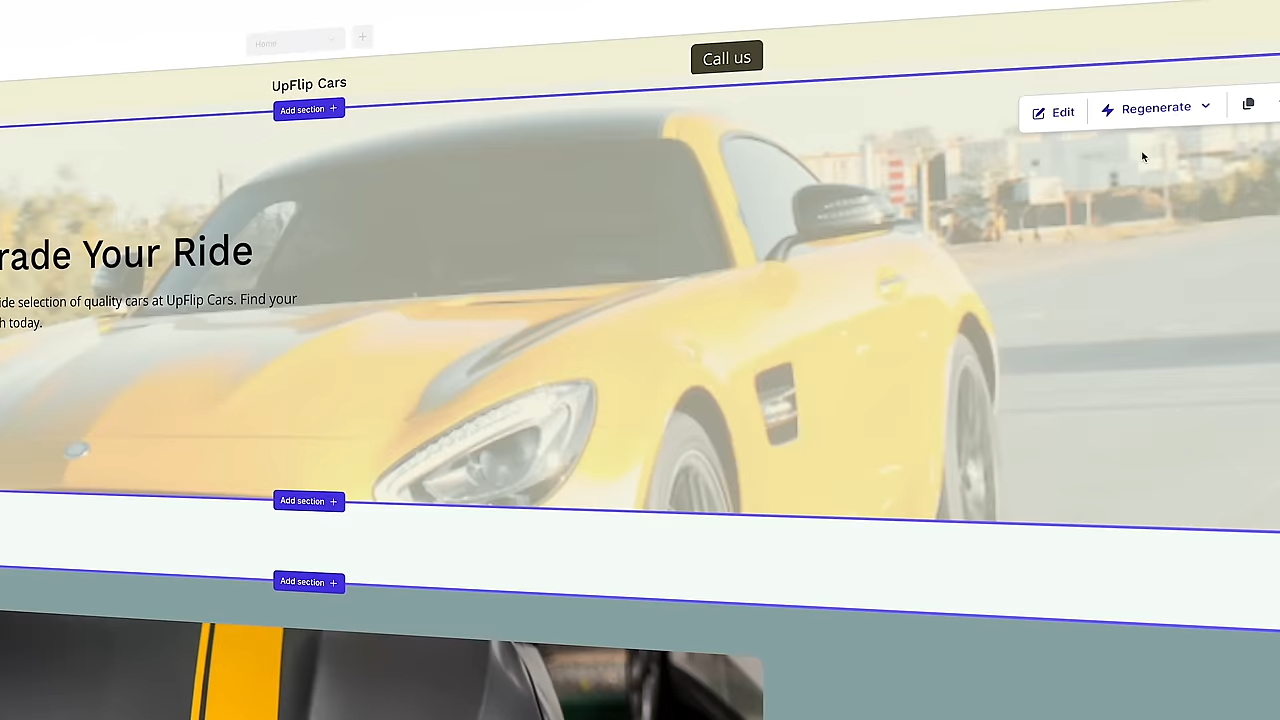 Home
UpFlip Cars
Call us
Add section +
Edit
Regenerate
rade Your Ride
ide selection of quality cars at UpFlip Cars. Find your
h today.
Add section +
Add section +